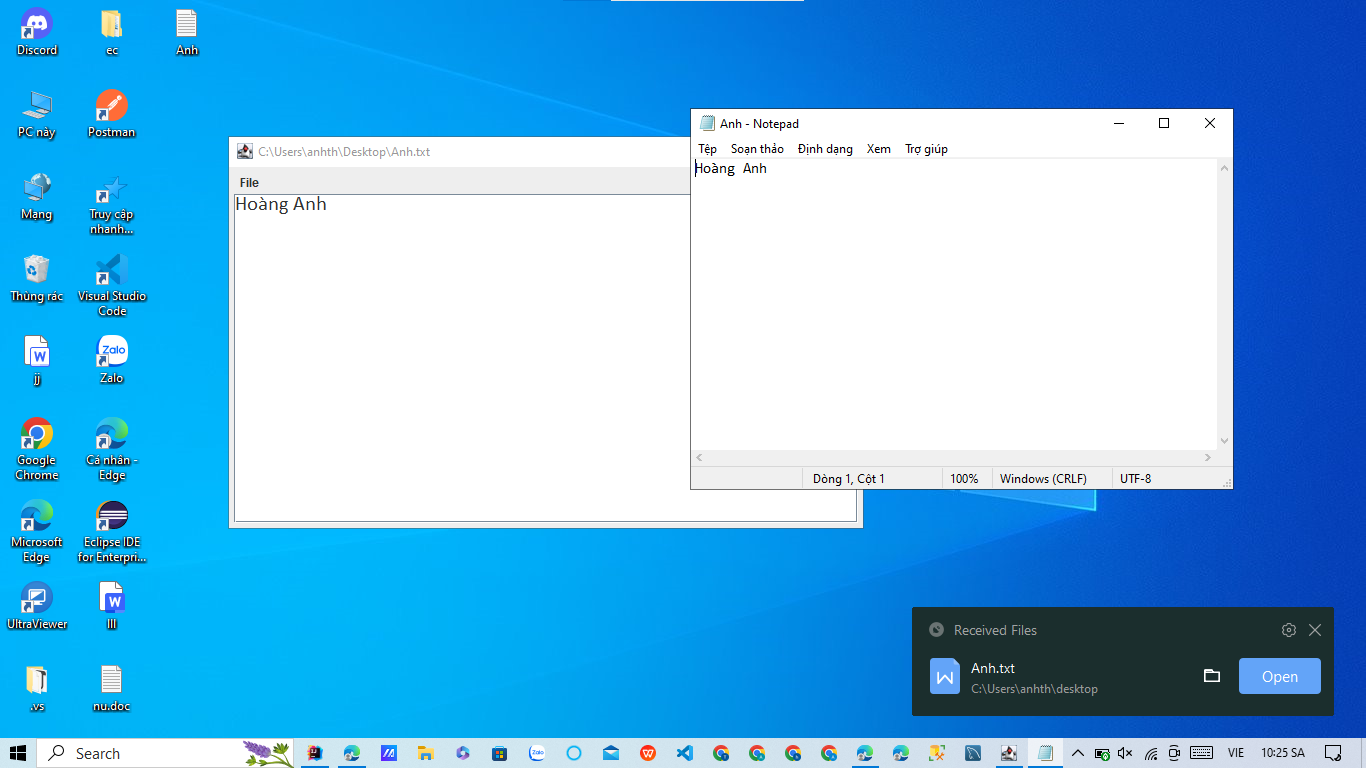 Discord
ec
Anh
PC này
Postman
Mạng
Truy cập
nhanh...
Thùng rác
Visual Studio
Code
jj
Zalo
Zalo
Google
Chrome
Cá nhân -
Edge
Microsoft
Edge
Eclipse IDE
for Enterpri...
UltraViewer
lll
.vs
nu.doc
C:\Users\anhth\Desktop\Anh.txt
File
Hoàng Anh
Anh - Notepad
Tệp Soạn thảo Định dạng Xem Trợ giúp
Hoàng Anh
Dòng 1, Cột 1 100% Windows (CRLF) UTF-8
Received Files
Anh.txt
C:\Users\anhth\desktop
Open
Search
Zalo
VIE
10:25 SA